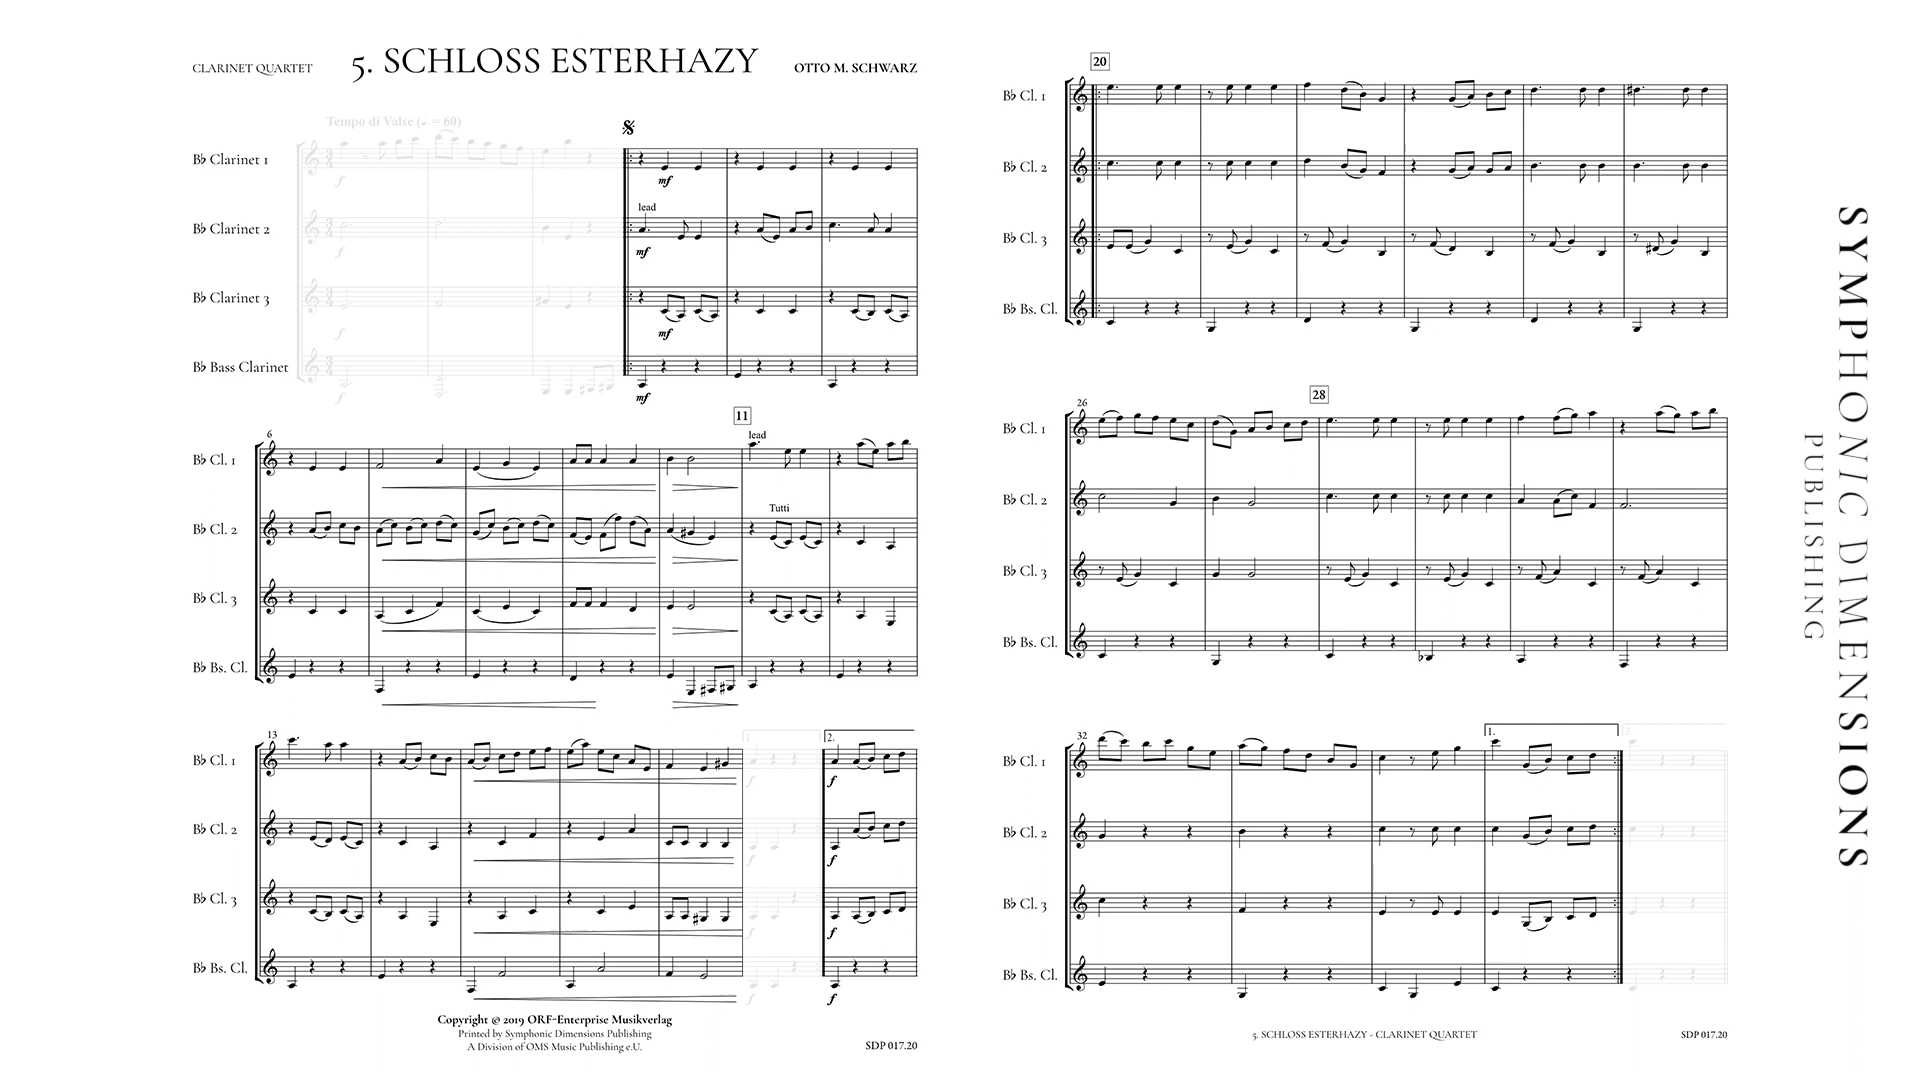 CLARINET QUARTET
5. SCHLOSS ESTERHAZY
OTTO M. SCHWARZ
Tempo di Valse (♩. = 60)
B♭ Clarinet 1
f
mf
B♭ Clarinet 2
lead
f
mf
B♭ Clarinet 3
f
mf
B♭ Bass Clarinet
f
mf
6
11
B♭ Cl. 1
lead
B♭ Cl. 2
Tutti
B♭ Cl. 3
B♭ Bs. Cl.
13
1.
2.
B♭ Cl. 1
f
f
B♭ Cl. 2
f
f
B♭ Cl. 3
f
f
B♭ Bs. Cl.
f
f
Copyright © 2019 ORF-Enterprise Musikverlag
Printed by Symphonic Dimensions Publishing
A Division of OMS Music Publishing e.U.
SDP 017.20
20
B♭ Cl. 1
B♭ Cl. 2
B♭ Cl. 3
B♭ Bs. Cl.
26
28
B♭ Cl. 1
B♭ Cl. 2
B♭ Cl. 3
B♭ Bs. Cl.
32
1.
2.
B♭ Cl. 1
B♭ Cl. 2
B♭ Cl. 3
B♭ Bs. Cl.
5. SCHLOSS ESTERHAZY - CLARINET QUARTET
SDP 017.20
SYMPHONIC DIMENSIONS
PUBLISHING